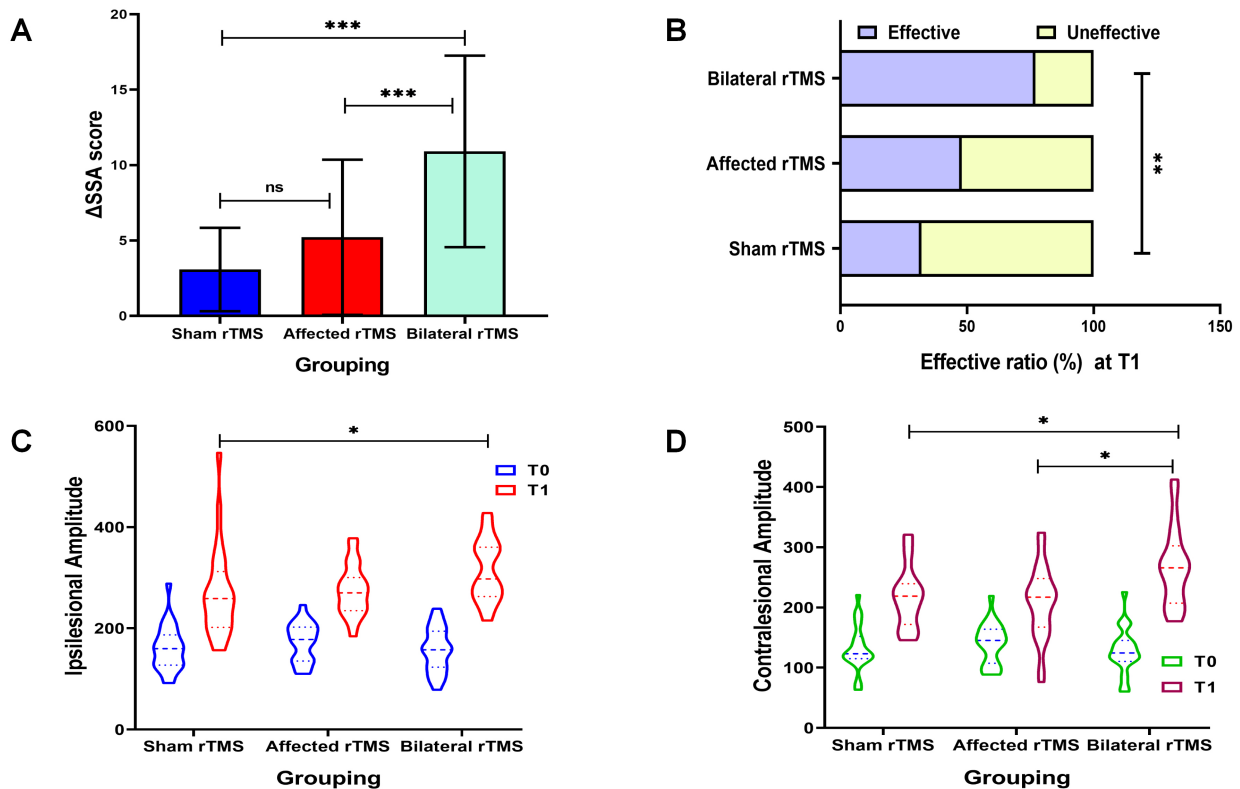 A
20
15
10
5
0
ΔSSA score
***
***
ns
Sham rTMS Affected rTMS Bilateral rTMS
Grouping
B
Effective Uneffective
Bilateral rTMS
Affected rTMS
Sham rTMS
**
0 50 100 150
Effective ratio (%) at T1
C
600
400
200
0
Ipsilesional Amplitude
*
T0
T1
Sham rTMS Affected rTMS Bilateral rTMS
Grouping
D
500
400
300
200
100
0
Contralesional Amplitude
*
*
T0
T1
Sham rTMS Affected rTMS Bilateral rTMS
Grouping